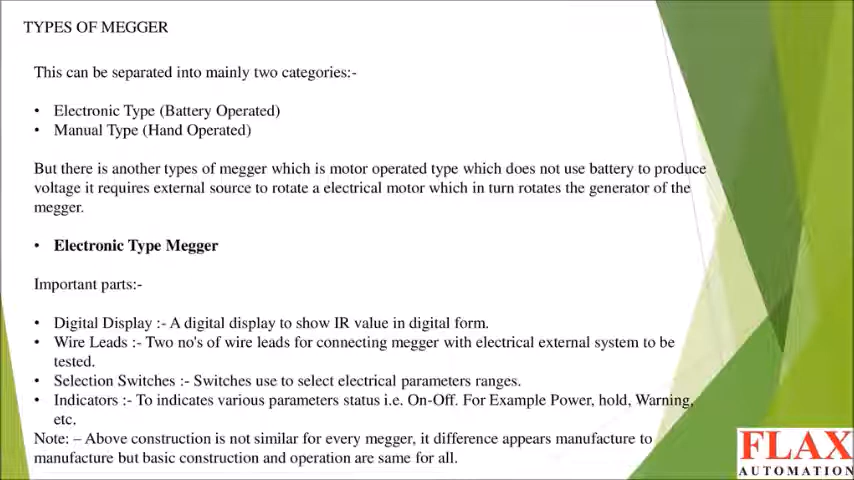 TYPES OF MEGGER
This can be separated into mainly two categories:-
• Electronic Type (Battery Operated)
• Manual Type (Hand Operated)
But there is another types of megger which is motor operated type which does not use battery to produce
voltage it requires external source to rotate a electrical motor which in turn rotates the generator of the
megger.
• Electronic Type Megger
Important parts:-
• Digital Display :- A digital display to show IR value in digital form.
• Wire Leads :- Two no's of wire leads for connecting megger with electrical external system to be
tested.
• Selection Switches :- Switches use to select electrical parameters ranges.
• Indicators :- To indicates various parameters status i.e. On-Off. For Example Power, hold, Warning,
etc.
Note: – Above construction is not similar for every megger, it difference appears manufacture to
manufacture but basic construction and operation are same for all.
FLAX
AUTOMATION